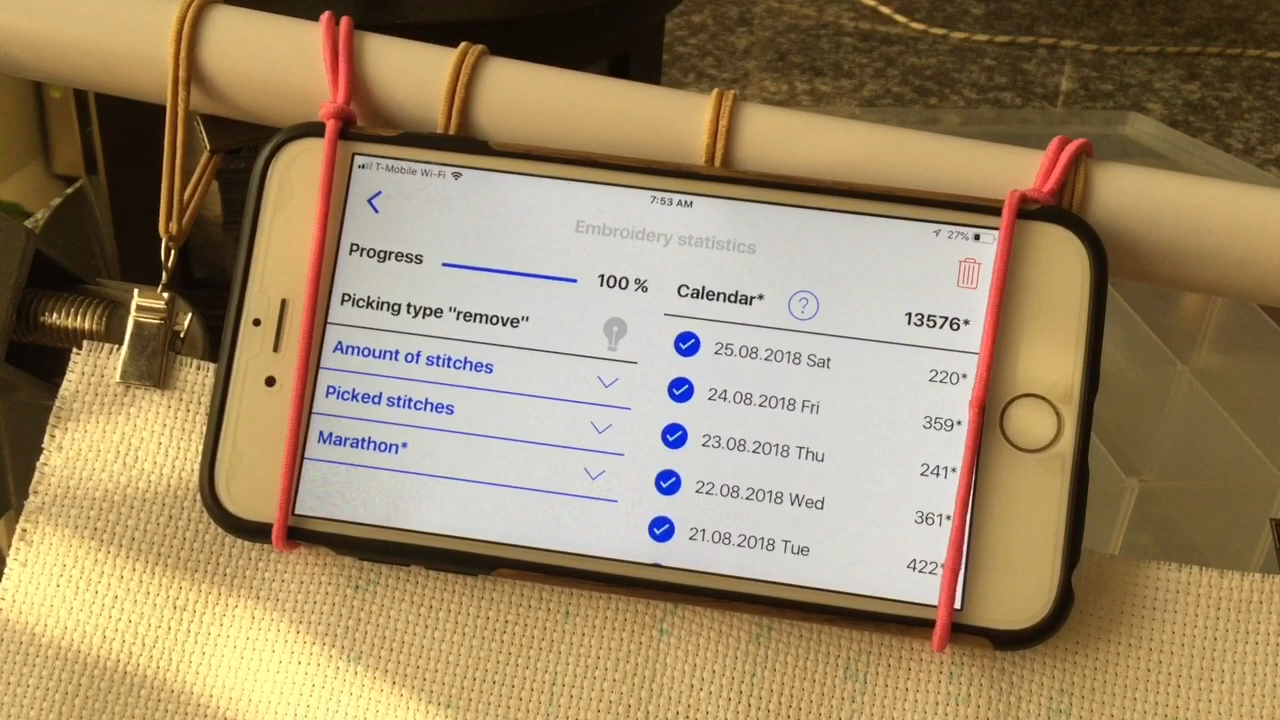 T-Mobile Wi-Fi
7:53 AM
27%
Embroidery statistics
Progress
100 %
Picking type "remove"
Amount of stitches
Picked stitches
Marathon*
Calendar*
?
13576*
25.08.2018 Sat
220*
24.08.2018 Fri
359*
23.08.2018 Thu
241*
22.08.2018 Wed
361*
21.08.2018 Tue
422*